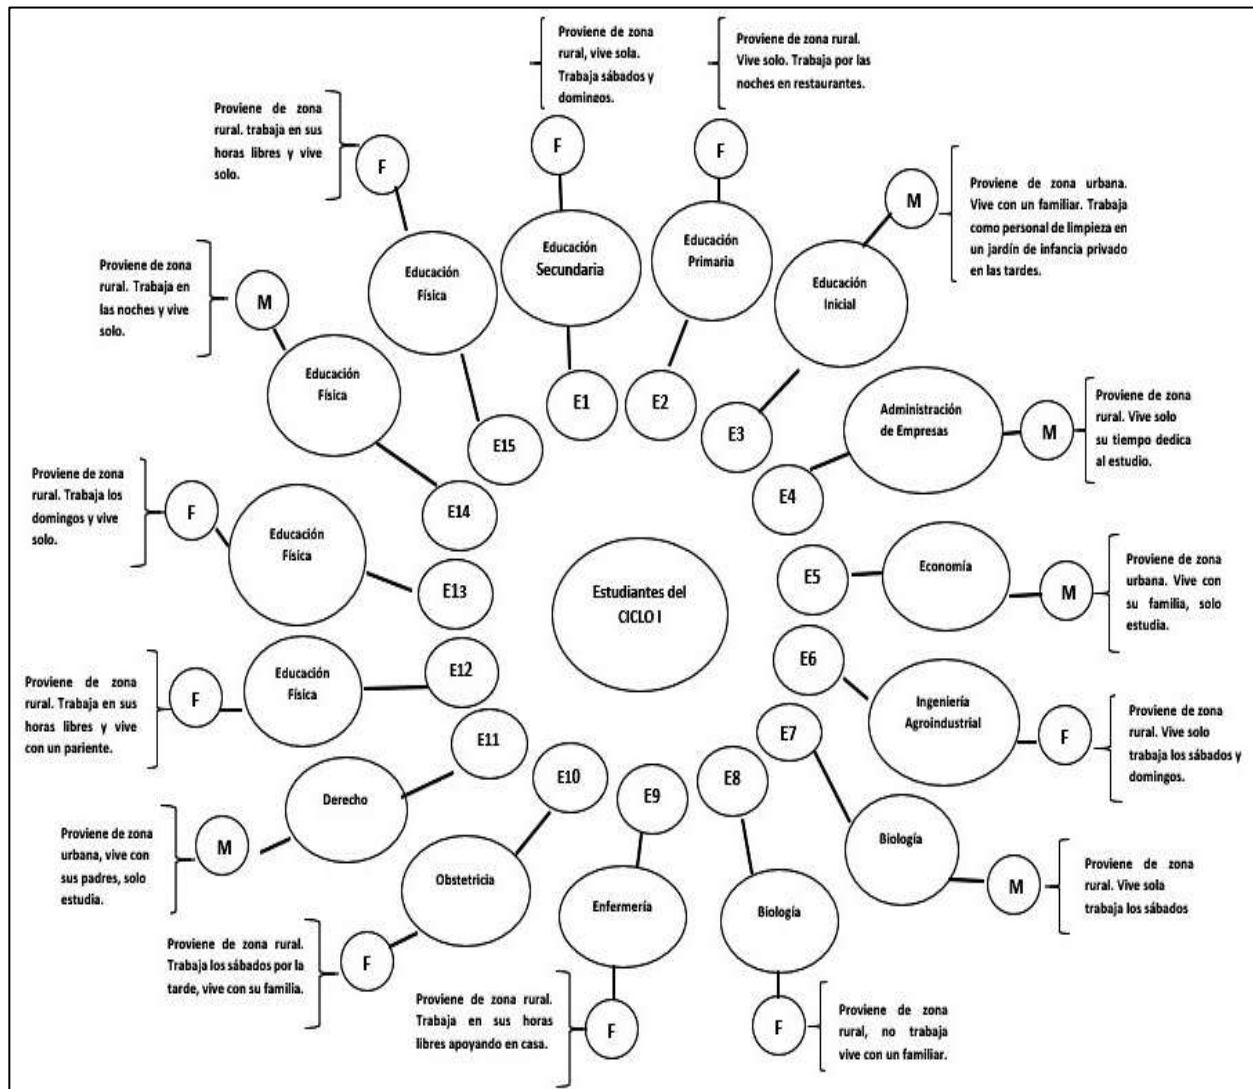 Estudiantes del
CICLO I
E1
Educación
Secundaria
F
Proviene de zona
rural, vive sola.
Trabaja sábados y
domingos.
E2
Educación
Primaria
F
Proviene de zona rural.
Vive solo. Trabaja por las
noches en restaurantes.
E3
Educación
Inicial
M
Proviene de zona urbana.
Vive con un familiar. Trabaja
como personal de limpieza en
un jardín de infancia privado
en las tardes.
E4
Administración
de Empresas
M
Proviene de zona
rural. Vive solo
su tiempo dedica
al estudio.
E5
Economía
M
Proviene de zona
urbana. Vive con
su familia, solo
estudia.
E6
Ingeniería
Agroindustrial
F
Proviene de zona
rural. Vive solo
trabaja los sábados y
domingos.
E7
Biología
M
Proviene de zona
rural. Vive sola
trabaja los sábados
E8
Biología
F
Proviene de zona
rural, no trabaja
vive con un familiar.
E9
Enfermería
F
Proviene de zona rural.
Trabaja en sus horas
libres apoyando en casa.
E10
Obstetricia
F
Proviene de zona rural.
Trabaja los sábados por la
tarde, vive con su familia.
E11
Derecho
M
Proviene de zona
urbana, vive con
sus padres, solo
estudia.
E12
Educación
Física
F
Proviene de zona
rural. Trabaja en sus
horas libres y vive
con un pariente.
E13
Educación
Física
F
Proviene de zona
rural. Trabaja los
domingos y vive
solo.
E14
Educación
Física
M
Proviene de zona
rural. Trabaja en
las noches y vive
solo.
E15
Educación
Física
F
Proviene de zona
rural. trabaja en sus
horas libres y vive
solo.